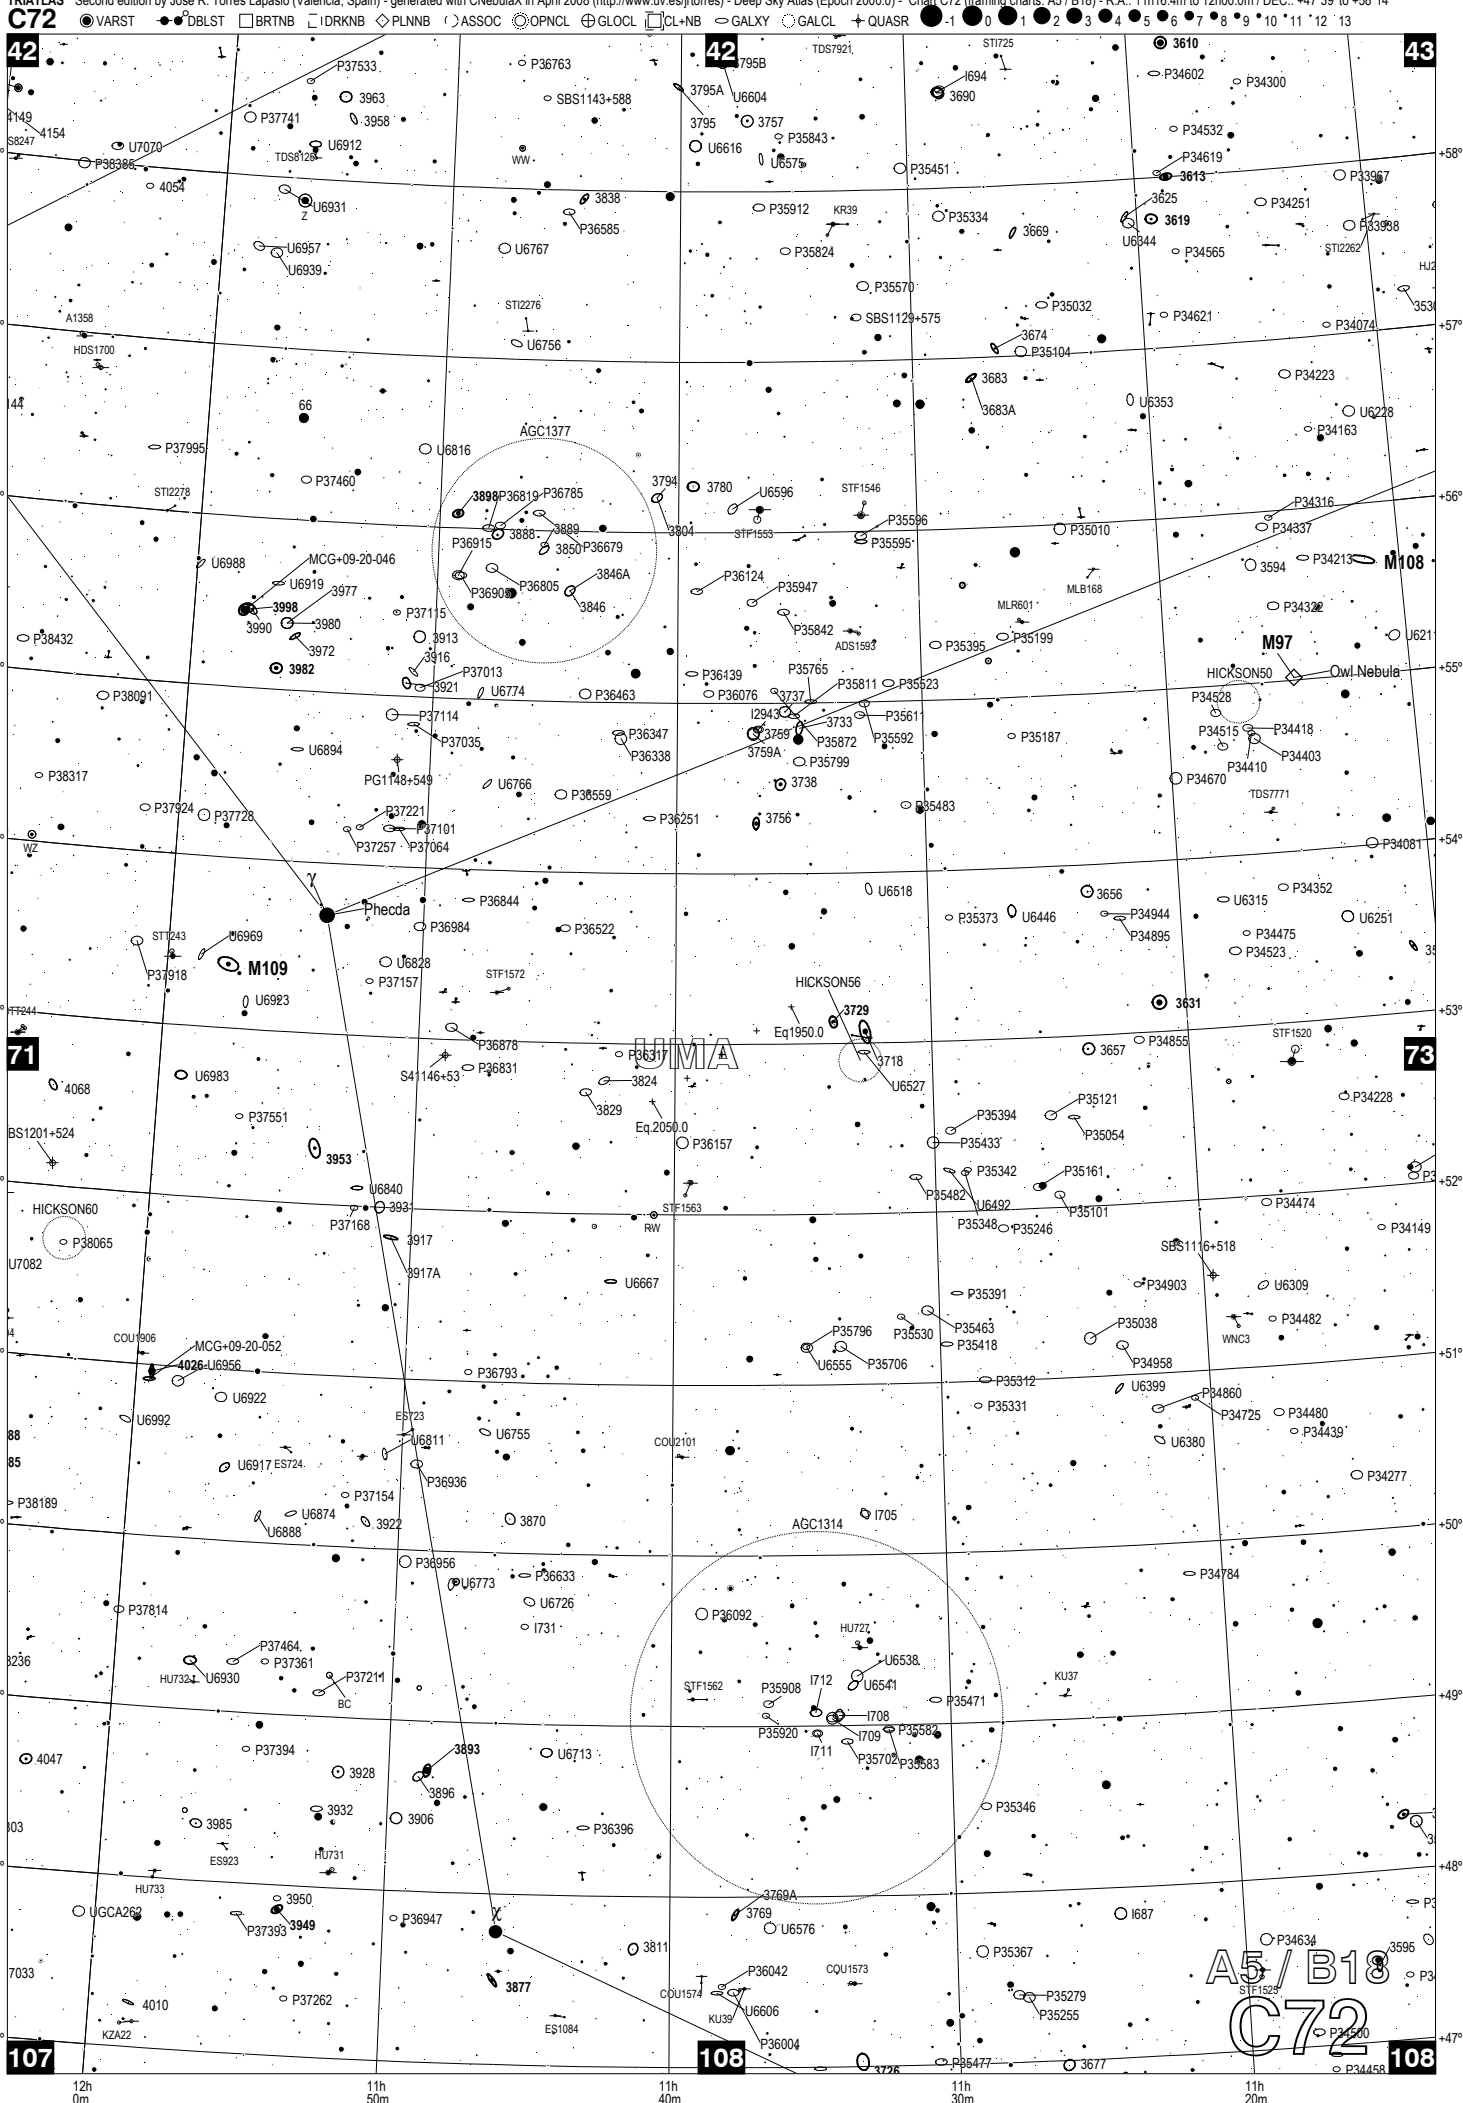 TRIATLAS Second edition by José R. Torres Lapasió (Valencia, Spain) - generated with CNebulaX in April 2008 (http://www.uv.es/jrtorres) - Deep Sky Atlas (Epoch 2000.0) - Chart C72 (framing charts: A5 / B18) - R.A.: 11h16.4m to 12h00.0m / DEC.: +47°39' to +58°14'
C72 VARST DBLST BRTNB DRKNB PLNNB ASSOC OPNCL GLOCL CL+NB GALXY GALCL QUASR -1 0 1 2 3 4 5 6 7 8 9 10 11 12 13
42 42 43
TDS7921 STI725 3610
P37533 P36763 3795B I694 P34602 P34300
3963 SBS1143+588 3795A U6604 3690
4149 P37741 3958 3795 3757 P34532
4154 P35843
S8247 U7070 U6912 U6616 +58°
P38385 TDS8125 WW U6575 P35451 P34619
4054 3613 P33967
U6931 3838 P35912 KR39 P35334 3625 P34251
Z P36585 3619
U6957 U6767 P35824 3669 U6344 P34565 P33938
U6939 STI2262
P35570
STI2276 P35032
A1358 SBS1129+575 P34621 P34074 +57°
HDS1700 U6756 3674
P35104
3683 P34223
66 3683A U6353 U6228
AGC1377 P34163
P37995 U6816
STI2278 P37460 3794 3780 STF1546 +56°
3898 P36819 P36785 U6596 P34316
3889 3804 STF1553 P35596 P35010 P34337
3888 P35595
P36915 3850 P36679 P34213 M108
U6988 MCG+09-20-046 3594
U6919 P36905 P36805 3846A P36124 P35947 MLB168
3977 3846 MLR601 P34322
3998 P37115
3990 3980 P35842
P38432 3972 3913 ADS1593 P35395 P35199 M97
3916 P37013 P35765 HICKSON50 Owl Nebula +55°
3982 3921 U6774 P36463 P36139 P36076 3737 P35811 P35523
P38091 P34528
P37114 I2943 P35611 P34418
P37035 P36347 3759 3733 P35187 P34515
U6894 P36338 3759A P35872 P35592 P34403
P38317 P35799 P34410
PG1148+549 U6766 3738 P34670
P37924 P36559 P35483 TDS7771
P37728 P37221 P36251 3756
WZ P37101 P34081 +54°
P37257 P37064
γ U6518 3656 P34352
Phecda P36844 U6315
P35373 U6446 P34944 U6251
STT243 U6969 P36984 P36522 P34895 P34475
P34523
M109 U6828
P37918 P37157 STF1572
U6923 HICKSON56 3631
3729 +53°
Eq1950.0 STF1520
71 P36878 P36317 UMA 3718 3657 P34855 73
S41146+53 P36831
4068 U6983 3824 U6527 P34228
3829 P35121
P37551 Eq.2050.0 P35394
BS1201+524 P36157 P35433 P35054
3953
P35342 P35161 +52°
U6840 P35482 U6492
HICKSON60 3931 STF1563 P35101 P34474
P37168 RW P35348 P35246 P34149
P38065 3917 SBS1116+518
U7082 3917A U6667 P34903 U6309
P35391
P35796 P35463 P35038 P34482
COU1906 P35530 WNC3
MCG+09-20-052 P35418 +51°
4026 U6956 P36793 U6555 P35706 P34958
U6922 P35312 U6399 P34860
U6992 ES723 P35331 P34725 P34480
U6811 U6755 COU2101 P34439
U6917 ES724 U6380
P36936 P34277
P38189 P37154
U6874 3870 I705
U6888 3922 AGC1314 +50°
P36956
U6773 P36633 P34784
P37814 U6726 P36092
I731 HU727
P37464
P37361 U6538
HU732 U6930 P37211 STF1562 I712 U6541 KU37
BC P35908 P35471 +49°
P35920 I708
4047 P37394 3893 U6713 I709 P35582
3928 I711 P35702 P35583
3896
3932 3906 P35346
3985 P36396
ES923 HU731 +48°
HU733
3950 3769A
UGCA262 3949 P36947 χ 3769 I687
P37393 U6576
3811 P35367 P34634 3595
7033 COU1573 A5 / B18
3877 P36042 P35279 STF1525
4010 P37262 COU1574 U6606 P35255 C72
KZA22 ES1084 KU39 P34500 +47°
107 P36004 108 3726 P35477 3677 P34458 108
12h 11h 11h 11h 11h
0m 50m 40m 30m 20m